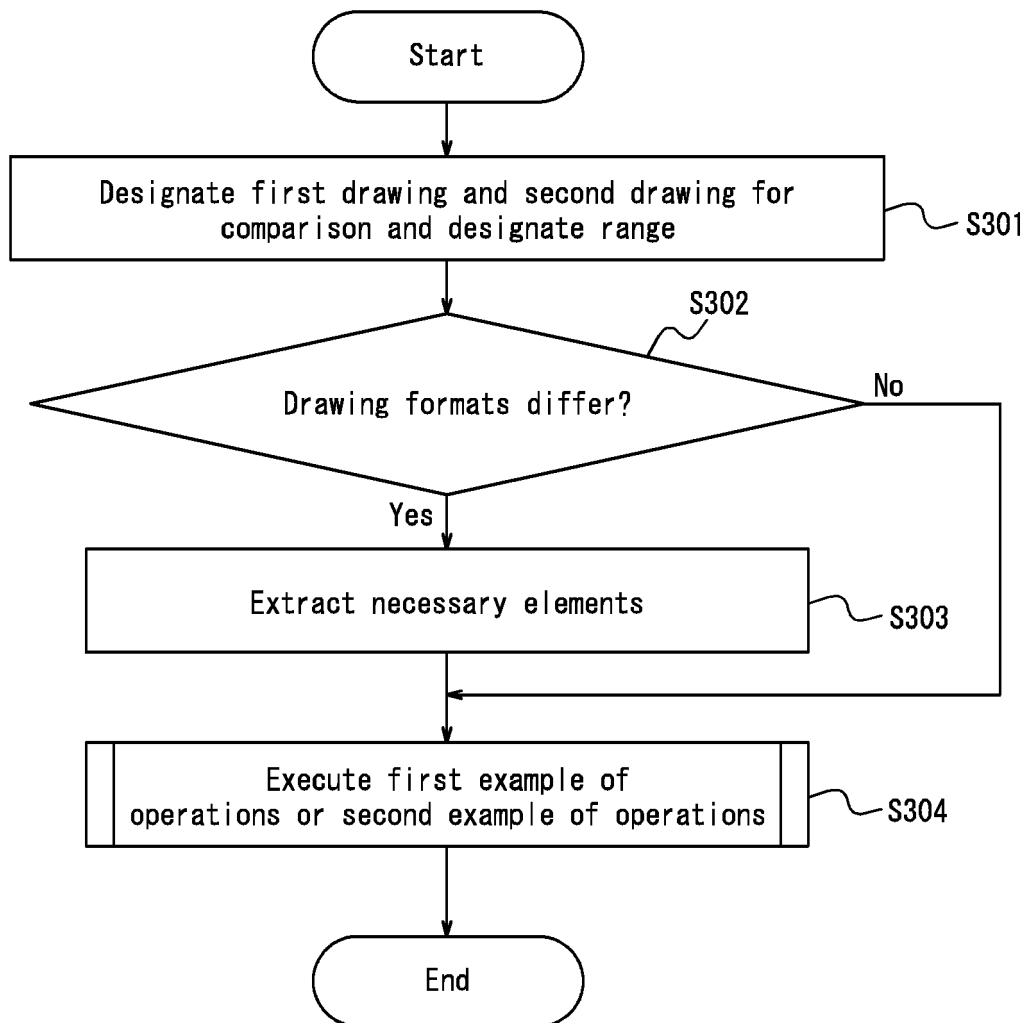 Start
Designate first drawing and second drawing for
comparison and designate range
S301
S302
Drawing formats differ?
No
Yes
Extract necessary elements
S303
Execute first example of
operations or second example of operations
S304
End